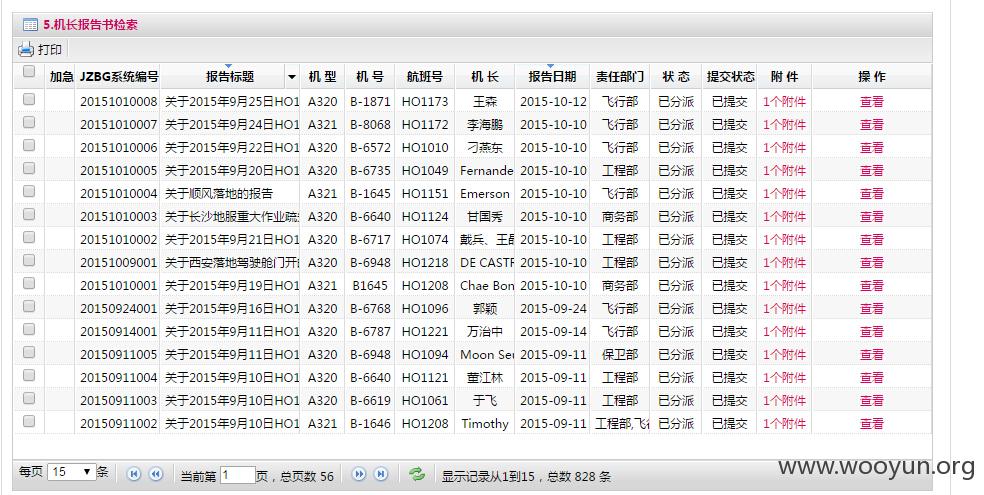 5.机长报告书检索
打印
加急 JZBG系统编号 报告标题 机 型 机 号 航班号 机 长 报告日期 责任部门 状 态 提交状态 附 件 操 作
20151010008 关于2015年9月25日HO1 A320 B-1871 HO1173 王森 2015-10-12 飞行部 已分派 已提交 1个附件 查看
20151010007 关于2015年9月24日HO1 A321 B-8068 HO1172 李海鹏 2015-10-10 飞行部 已分派 已提交 1个附件 查看
20151010006 关于2015年9月22日HO1 A320 B-6572 HO1010 刁燕东 2015-10-10 飞行部 已分派 已提交 1个附件 查看
20151010005 关于2015年9月20日HO1 A320 B-6735 HO1049 Fernande 2015-10-10 工程部 已分派 已提交 1个附件 查看
20151010004 关于顺风落地的报告 A321 B-1645 HO1151 Emerson 2015-10-10 飞行部 已分派 已提交 1个附件 查看
20151010003 关于长沙地服重大作业疏 A320 B-6640 HO1124 甘国秀 2015-10-10 商务部 已分派 已提交 1个附件 查看
20151010002 关于2015年9月21日HO1 A320 B-6717 HO1074 戴兵、王 2015-10-10 工程部 已分派 已提交 1个附件 查看
20151009001 关于西安落地驾驶舱门开 A320 B-6948 HO1218 DE CASTR 2015-10-10 工程部 已分派 已提交 1个附件 查看
20151010001 关于2015年9月19日HO1 A321 B1645 HO1208 Chae Bon 2015-10-10 商务部 已分派 已提交 1个附件 查看
20150924001 关于2015年9月16日HO1 A320 B-6768 HO1096 郭颖 2015-09-24 飞行部 已分派 已提交 1个附件 查看
20150914001 关于2015年9月11日HO1 A320 B-6787 HO1221 万治中 2015-09-14 飞行部 已分派 已提交 1个附件 查看
20150911005 关于2015年9月11日HO1 A320 B-6948 HO1094 Moon Seu 2015-09-11 保卫部 已分派 已提交 1个附件 查看
20150911004 关于2015年9月10日HO1 A320 B-6640 HO1121 董江林 2015-09-11 工程部 已分派 已提交 1个附件 查看
20150911003 关于2015年9月10日HO1 A320 B-6619 HO1061 于飞 2015-09-11 工程部 已分派 已提交 1个附件 查看
20150911002 关于2015年9月10日HO1 A321 B-1646 HO1208 Timothy 2015-09-11 工程部,飞行 已分派 已提交 1个附件 查看
每页 15 条 当前第 1 页，总页数 56 显示记录从1到15，总数 828 条
www.wooyun.org